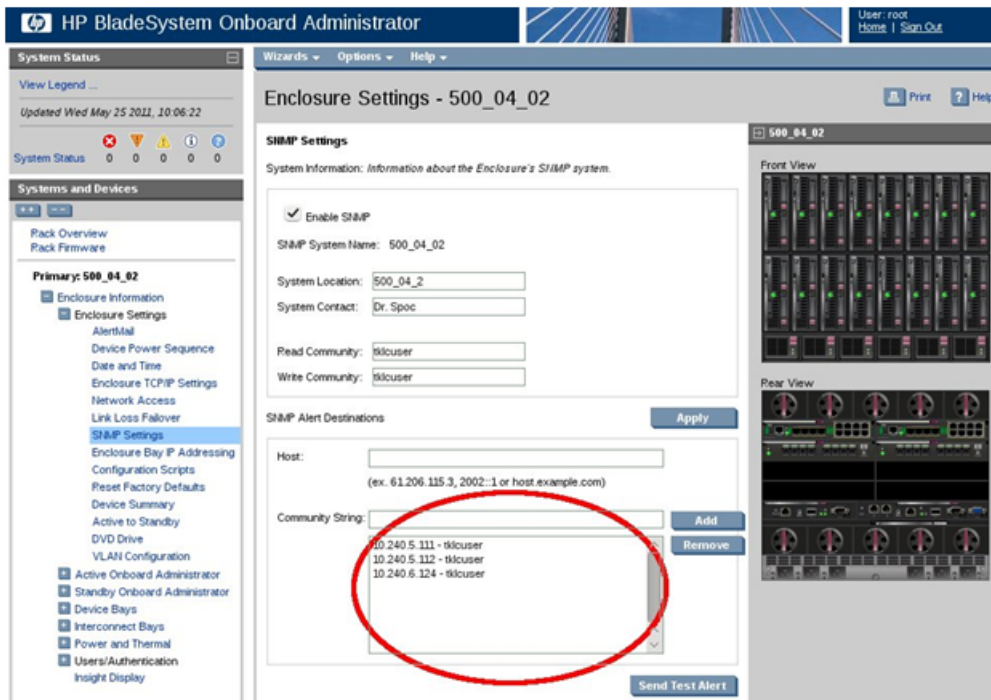 hp HP BladeSystem Onboard Administrator
User: root
Home | Sign Out
System Status
View Legend ...
Updated Wed May 25 2011, 10:06:22
System Status 0 0 0 0 0
Systems and Devices
Rack Overview
Rack Firmware
Primary: 500_04_02
Enclosure Information
Enclosure Settings
AlertMail
Device Power Sequence
Date and Time
Enclosure TCP/IP Settings
Network Access
Link Loss Failover
SNMP Settings
Enclosure Bay IP Addressing
Configuration Scripts
Reset Factory Defaults
Device Summary
Active to Standby
DVD Drive
VLAN Configuration
Active Onboard Administrator
Standby Onboard Administrator
Device Bays
Interconnect Bays
Power and Thermal
Users/Authentication
Insight Display
Wizards Options Help
Enclosure Settings - 500_04_02
Print Help
SNMP Settings
System Information: Information about the Enclosure's SNMP system.
Enable SNMP
SNMP System Name: 500_04_02
System Location: 500_04_2
System Contact: Dr. Spoc
Read Community: tklcuser
Write Community: tklcuser
SNMP Alert Destinations
Apply
Host:
(ex. 61.206.115.3, 2002::1 or host.example.com)
Community String:
Add
Remove
10.240.5.111 - tklcuser
10.240.5.112 - tklcuser
10.240.6.124 - tklcuser
Send Test Alert
500_04_02
Front View
Rear View